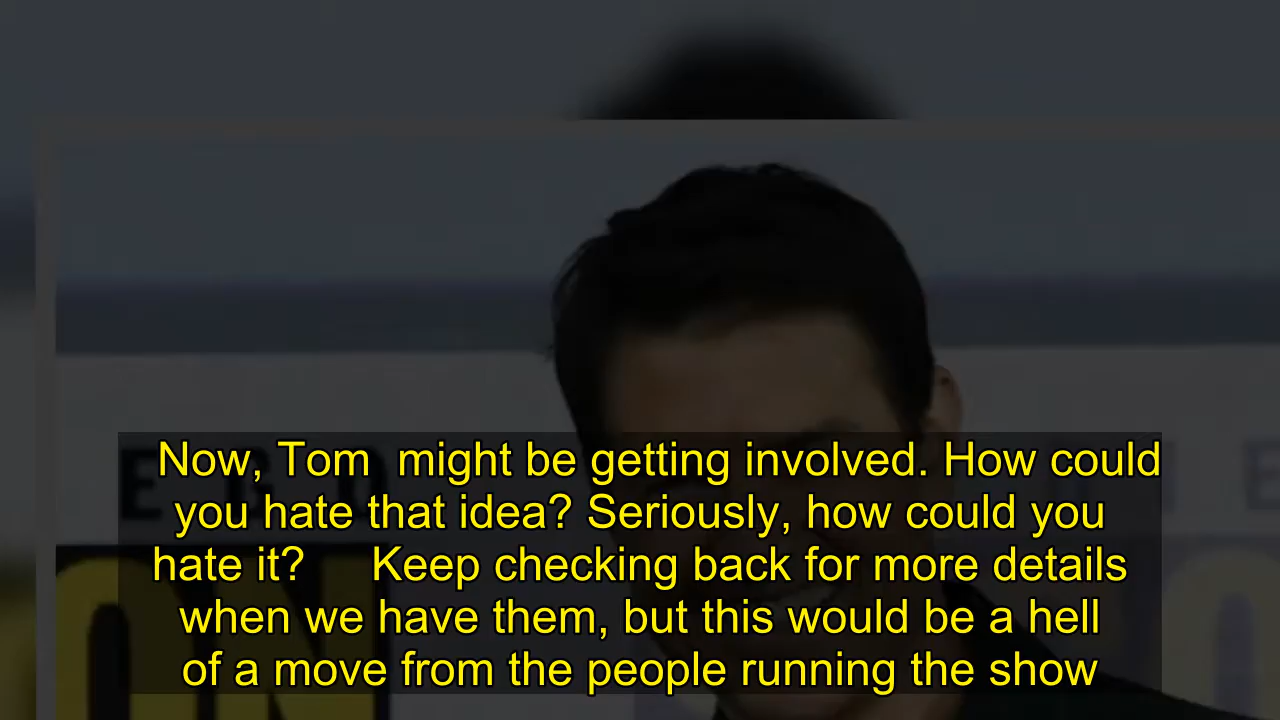 Now, Tom might be getting involved. How could
you hate that idea? Seriously, how could you
hate it? Keep checking back for more details
when we have them, but this would be a hell
of a move from the people running the show
E G O
ON
E